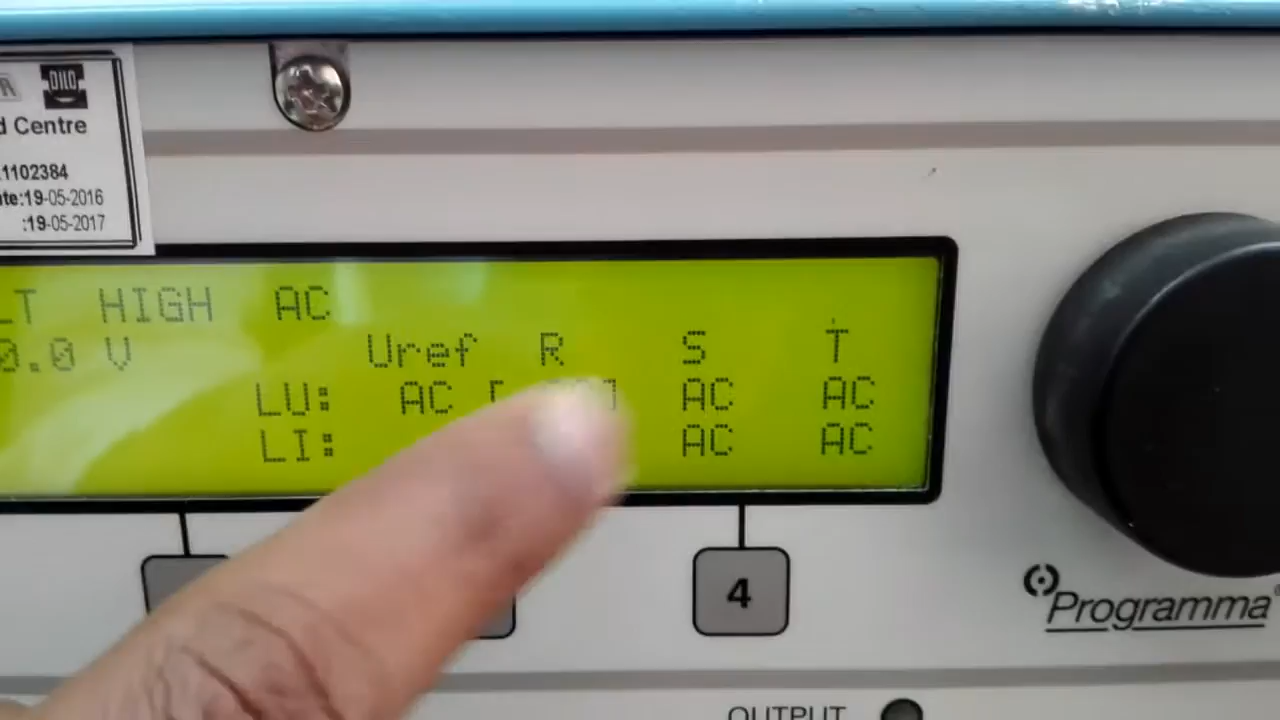 DILO
d Centre
1102384
te:19-05-2016
:19-05-2017
LT HIGH AC
0.0 V Uref R S T
LU: AC [ ] AC AC
LI: AC AC
4
Programma
OUTPUT